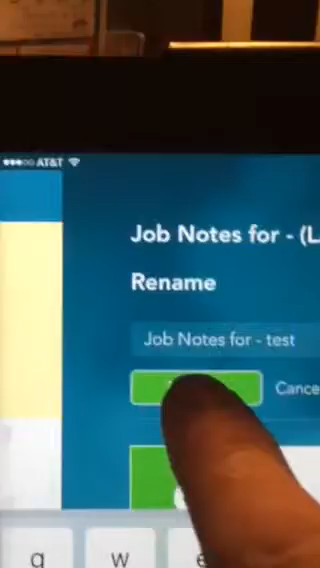 AT&T
Job Notes for - (L
Rename
Job Notes for - test
Cance
q w e